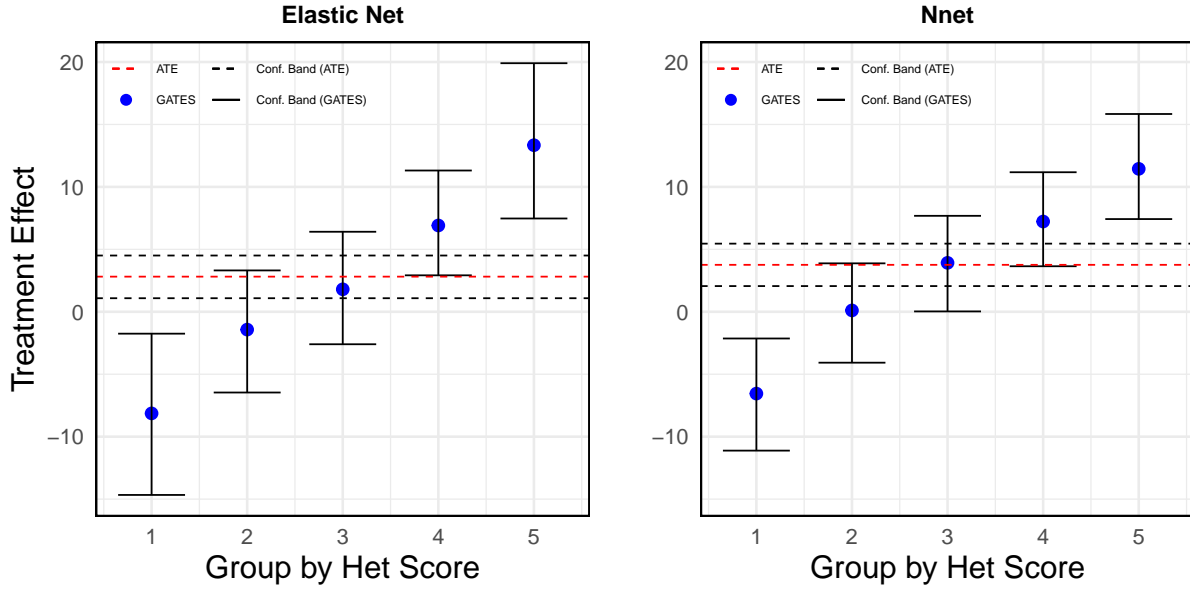 Elastic Net
Nnet
ATE
Conf. Band (ATE)
GATES
Conf. Band (GATES)
ATE
Conf. Band (ATE)
GATES
Conf. Band (GATES)
Treatment Effect
20
10
0
−10
20
10
0
−10
1 2 3 4 5
1 2 3 4 5
Group by Het Score
Group by Het Score